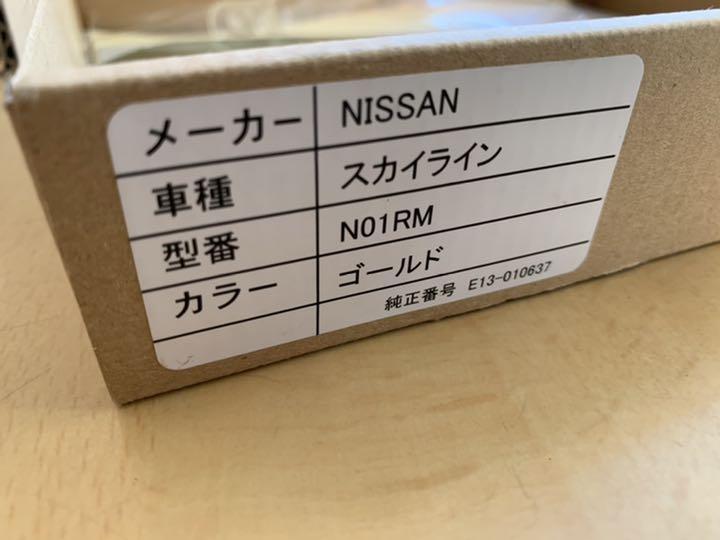 メーカー NISSAN
車種 スカイライン
型番 N01RM
カラー ゴールド
純正番号 E13-010637